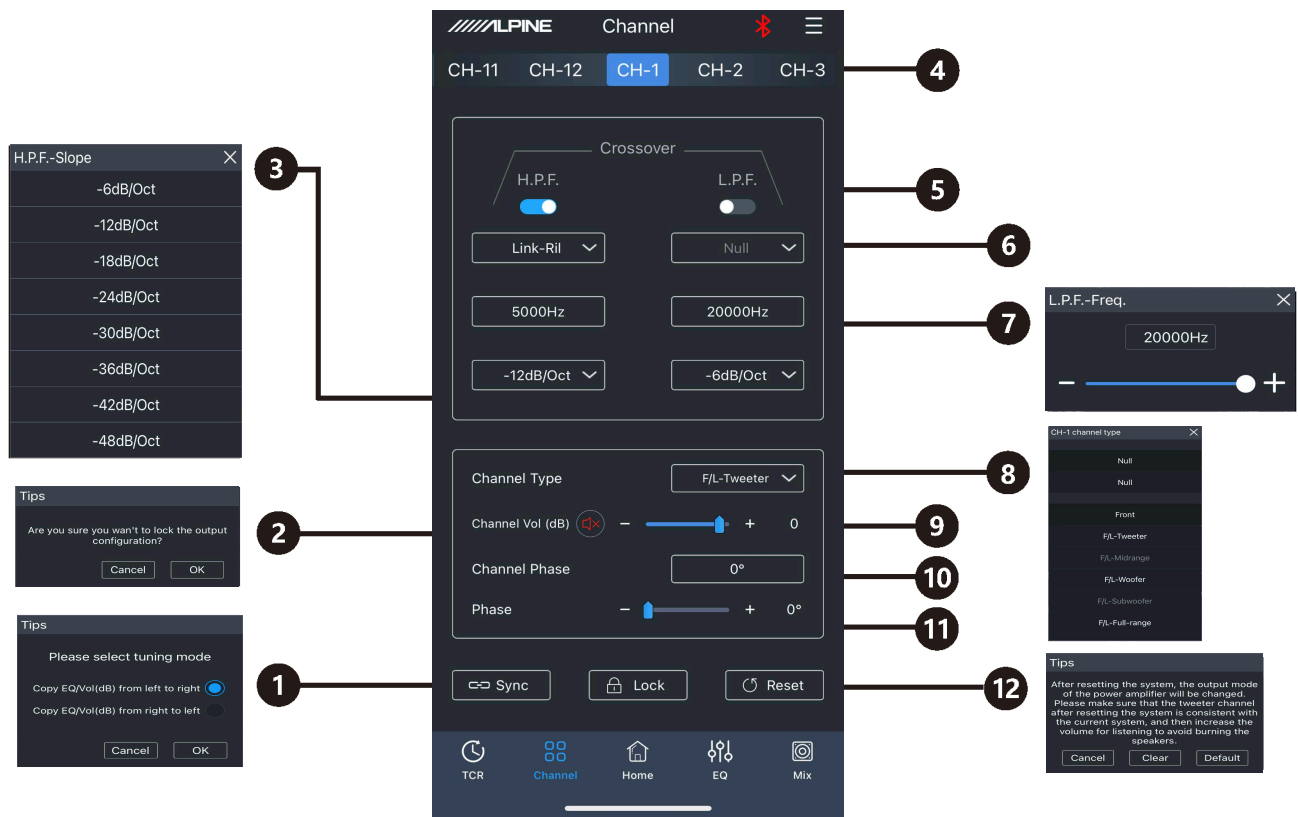 ALPINE
Channel
CH-11 CH-12 CH-1 CH-2 CH-3
4
Crossover
H.P.F. L.P.F.
5
Link-Ril Null
6
5000Hz 20000Hz
7
-12dB/Oct -6dB/Oct
Channel Type F/L-Tweeter
8
Channel Vol (dB) - + 0
9
Channel Phase 0°
10
Phase - + 0°
11
Sync Lock Reset
TCR Channel Home EQ Mix
H.P.F.-Slope
3
-6dB/Oct
-12dB/Oct
-18dB/Oct
-24dB/Oct
-30dB/Oct
-36dB/Oct
-42dB/Oct
-48dB/Oct
Tips
Are you sure you wan't to lock the output
configuration?
Cancel OK
2
Tips
Please select tuning mode
Copy EQ/Vol(dB) from left to right
Copy EQ/Vol(dB) from right to left
Cancel OK
1
L.P.F.-Freq.
20000Hz
- +
CH-1 channel type
Null
Null
Front
F/L-Tweeter
F/L-Midrange
F/L-Woofer
F/L-Subwoofer
F/L-Full-range
12
Tips
After resetting the system, the output mode
of the power amplifier will be changed.
Please make sure that the tweeter channel
after resetting the system is consistent with
the current system, and then increase the
volume for listening to avoid burning the
speakers.
Cancel Clear Default